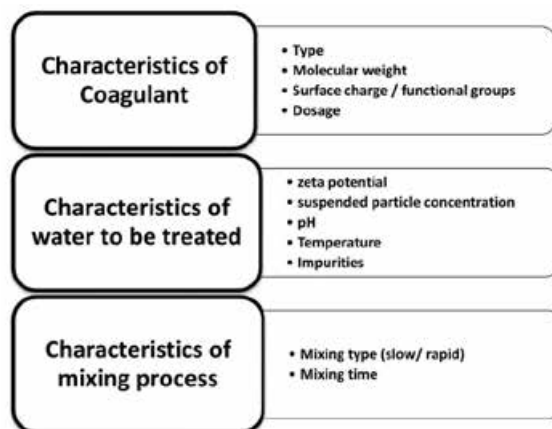 Characteristics of
Coagulant
• Type
• Molecular weight
• Surface charge / functional groups
• Dosage
Characteristics of
water to be treated
• zeta potential
• suspended particle concentration
• pH
• Temperature
• Impurities
Characteristics of
mixing process
• Mixing type (slow/ rapid)
• Mixing time